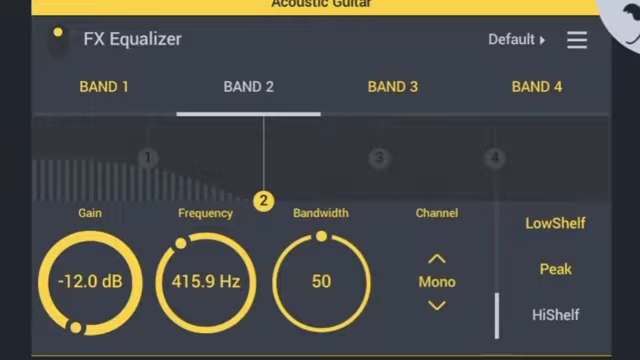 Acoustic Guitar
FX Equalizer
Default
BAND 1
BAND 2
BAND 3
BAND 4
1
3
4
2
Gain
Frequency
Bandwidth
Channel
LowShelf
-12.0 dB
415.9 Hz
50
Mono
Peak
HiShelf